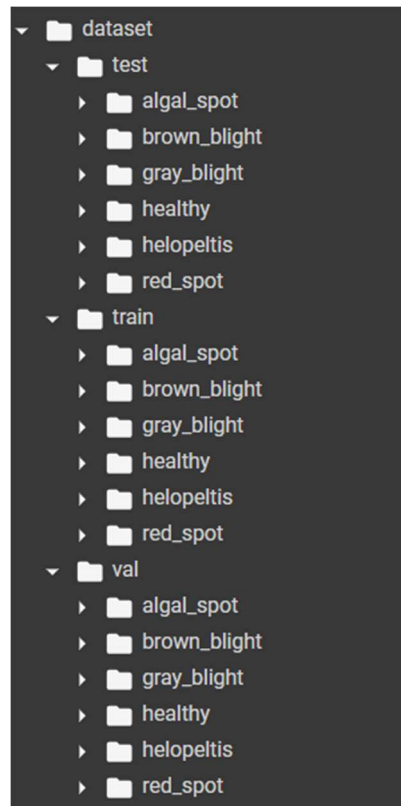 dataset
test
algal_spot
brown_blight
gray_blight
healthy
helopeltis
red_spot
train
algal_spot
brown_blight
gray_blight
healthy
helopeltis
red_spot
val
algal_spot
brown_blight
gray_blight
healthy
helopeltis
red_spot